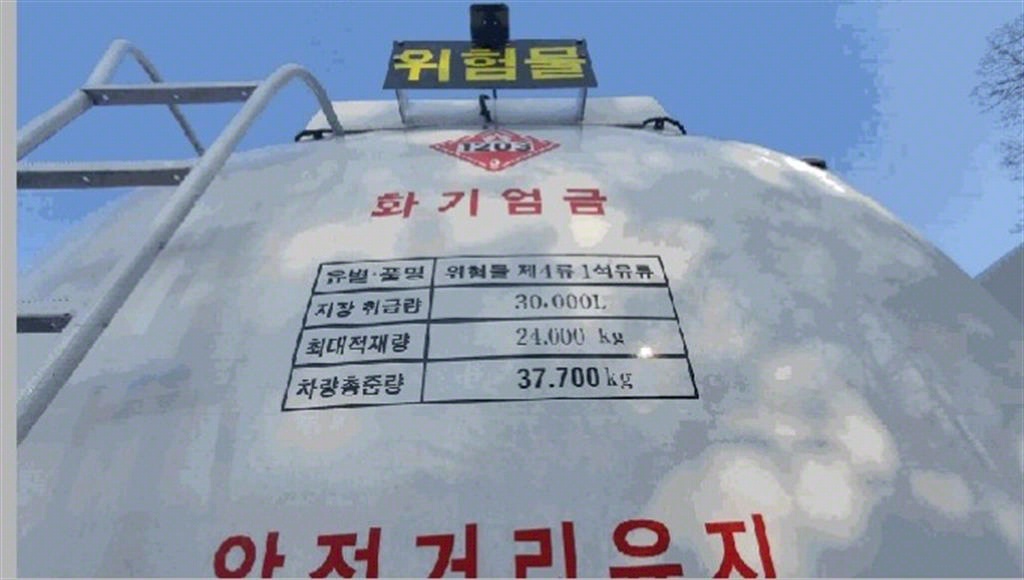 위험물
1203
화기엄금
유별·품명 위험물 제4류 1석유류
저장 취급량 30.000L
최대적재량 24.000 kg
차량총중량 37.700 kg
안전거리유지